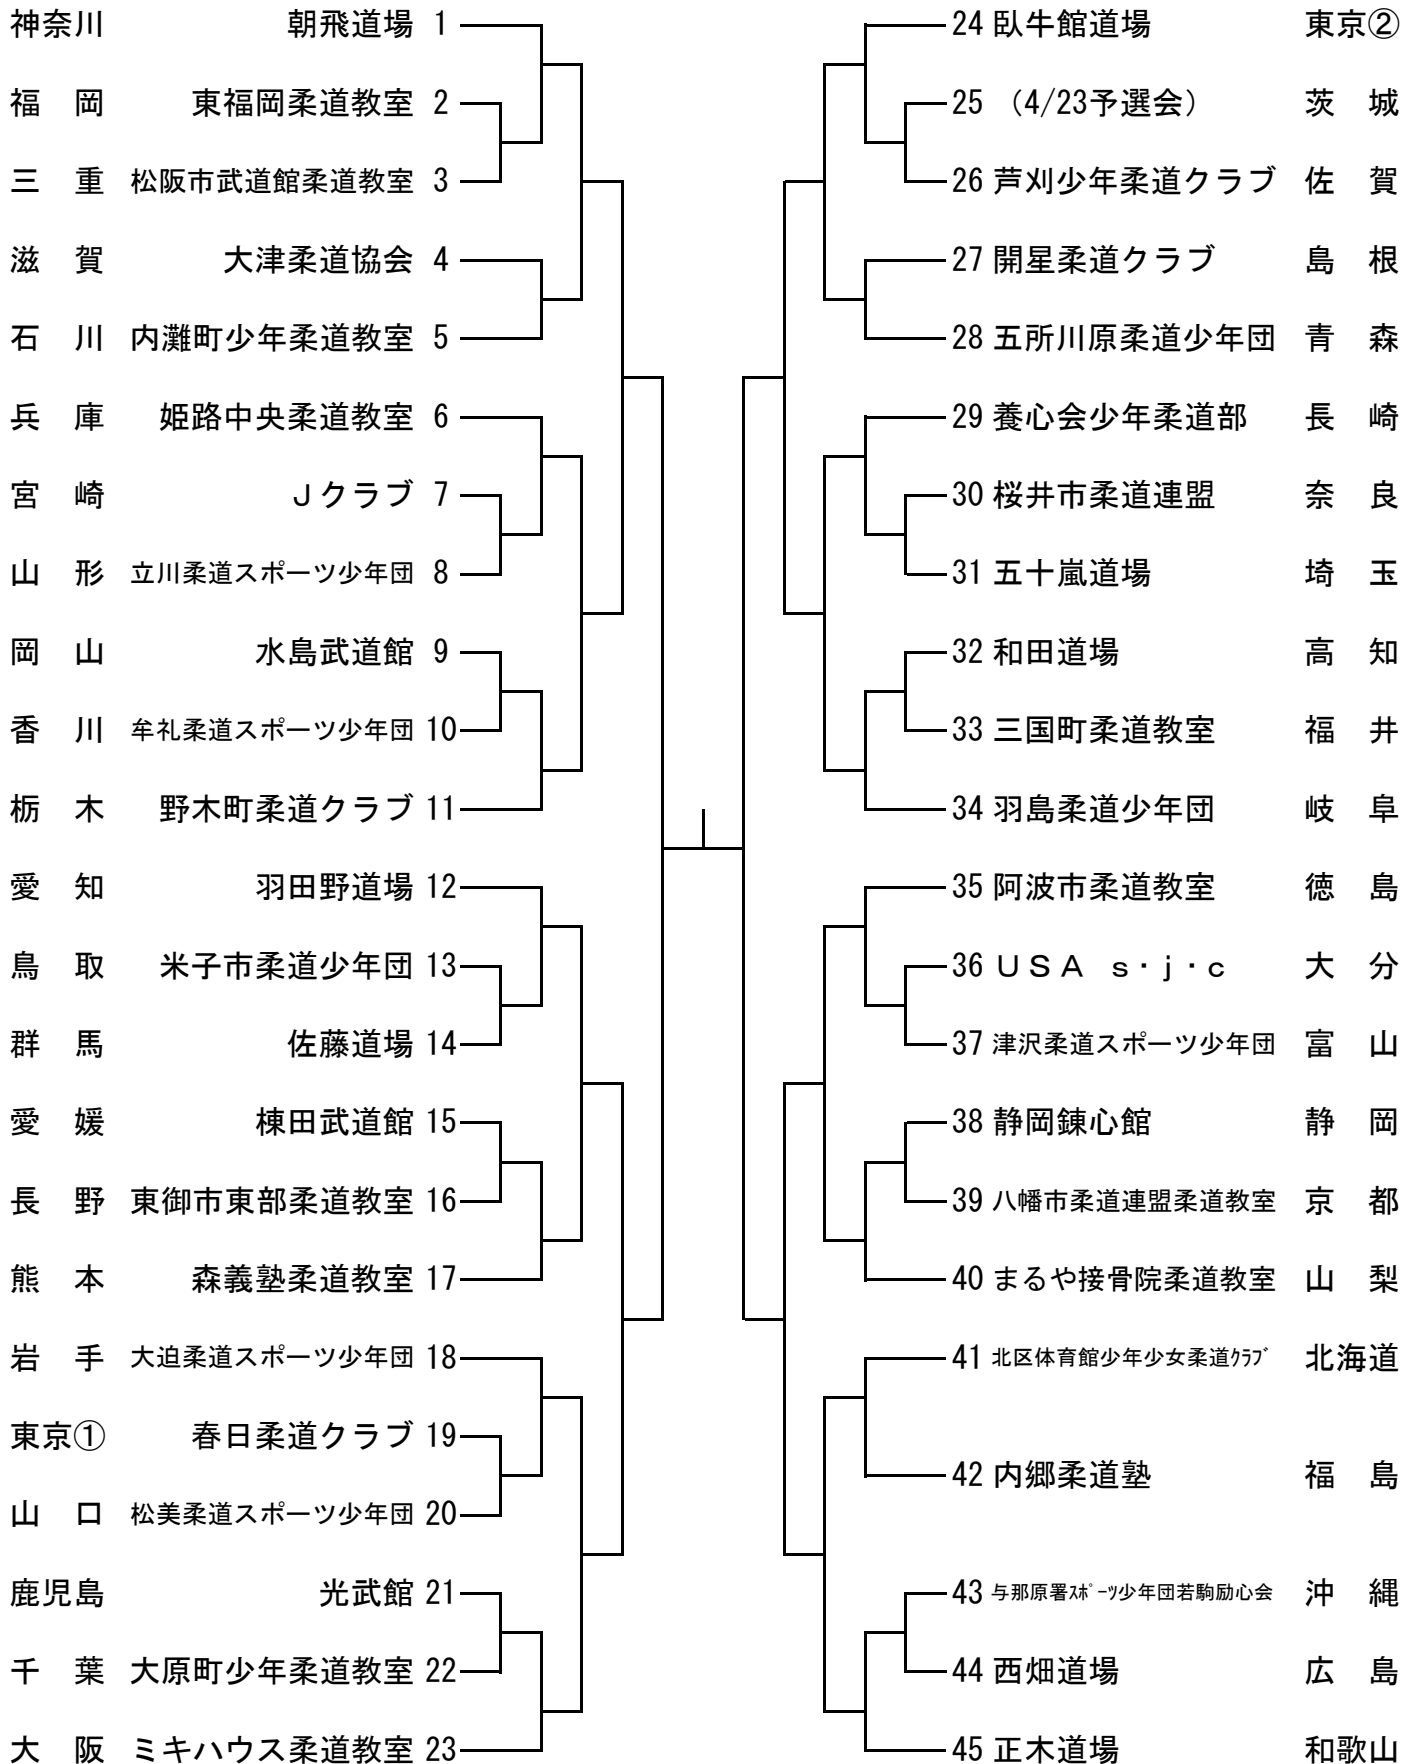 神奈川 朝飛道場 1
福 岡 東福岡柔道教室 2
三 重 松阪市武道館柔道教室 3
滋 賀 大津柔道協会 4
石 川 内灘町少年柔道教室 5
兵 庫 姫路中央柔道教室 6
宮 崎 Jクラブ 7
山 形 立川柔道スポーツ少年団 8
岡 山 水島武道館 9
香 川 牟礼柔道スポーツ少年団 10
栃 木 野木町柔道クラブ 11
愛 知 羽田野道場 12
鳥 取 米子市柔道少年団 13
群 馬 佐藤道場 14
愛 媛 棟田武道館 15
長 野 東御市東部柔道教室 16
熊 本 森義塾柔道教室 17
岩 手 大迫柔道スポーツ少年団 18
東京① 春日柔道クラブ 19
山 口 松美柔道スポーツ少年団 20
鹿児島 光武館 21
千 葉 大原町少年柔道教室 22
大 阪 ミキハウス柔道教室 23
24 臥牛館道場 東京②
25 （4/23予選会） 茨 城
26 芦刈少年柔道クラブ 佐 賀
27 開星柔道クラブ 島 根
28 五所川原柔道少年団 青 森
29 養心会少年柔道部 長 崎
30 桜井市柔道連盟 奈 良
31 五十嵐道場 埼 玉
32 和田道場 高 知
33 三国町柔道教室 福 井
34 羽島柔道少年団 岐 阜
35 阿波市柔道教室 徳 島
36 USA s・j・c 大 分
37 津沢柔道スポーツ少年団 富 山
38 静岡錬心館 静 岡
39 八幡市柔道連盟柔道教室 京 都
40 まるや接骨院柔道教室 山 梨
41 北区体育館少年少女柔道ｸﾗﾌﾞ 北海道
42 内郷柔道塾 福 島
43 与那原署ｽﾎﾟｰﾂ少年団若駒励心会 沖 縄
44 西畑道場 広 島
45 正木道場 和歌山